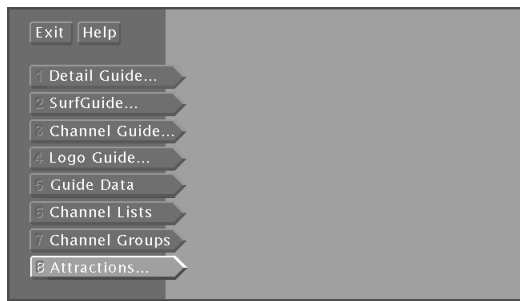 Exit Help
1 Detail Guide...
2 SurfGuide...
3 Channel Guide...
4 Logo Guide...
5 Guide Data
6 Channel Lists
7 Channel Groups
8 Attractions...